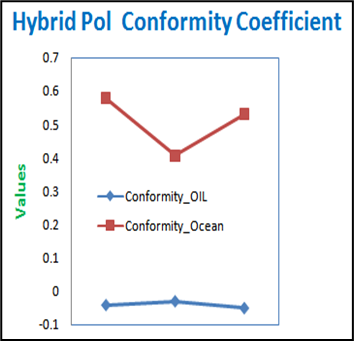 Hybrid Pol Conformity Coefficient
0.7
0.6
0.5
0.4
0.3
0.2
0.1
0
-0.1
Values
Conformity_OIL
Conformity_Ocean